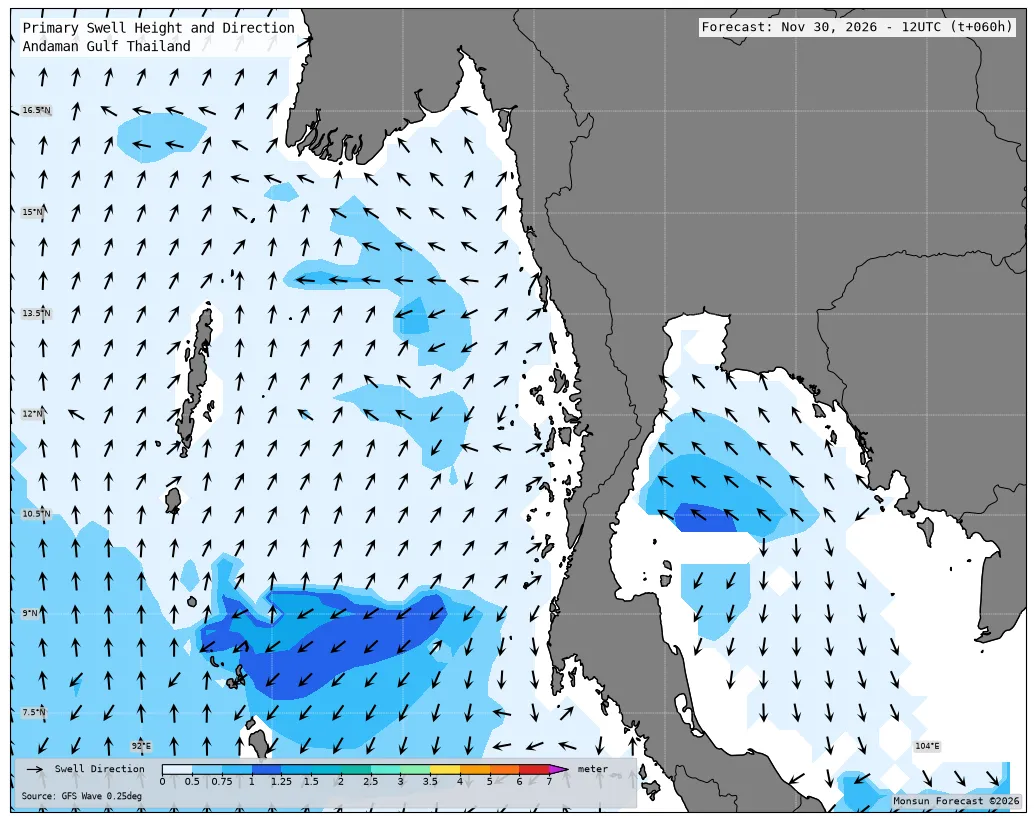 Primary Swell Height and Direction
Andaman Gulf Thailand
Forecast: Nov 30, 2026 - 12UTC (t+060h)
16.5°N
15°N
13.5°N
12°N
10.5°N
9°N
7.5°N
92°E
104°E
Swell Direction
0 0.5 0.75 1 1.25 1.5 2 2.5 3 3.5 4 5 6 7
meter
Source: GFS Wave 0.25deg
Monsun Forecast ©2026